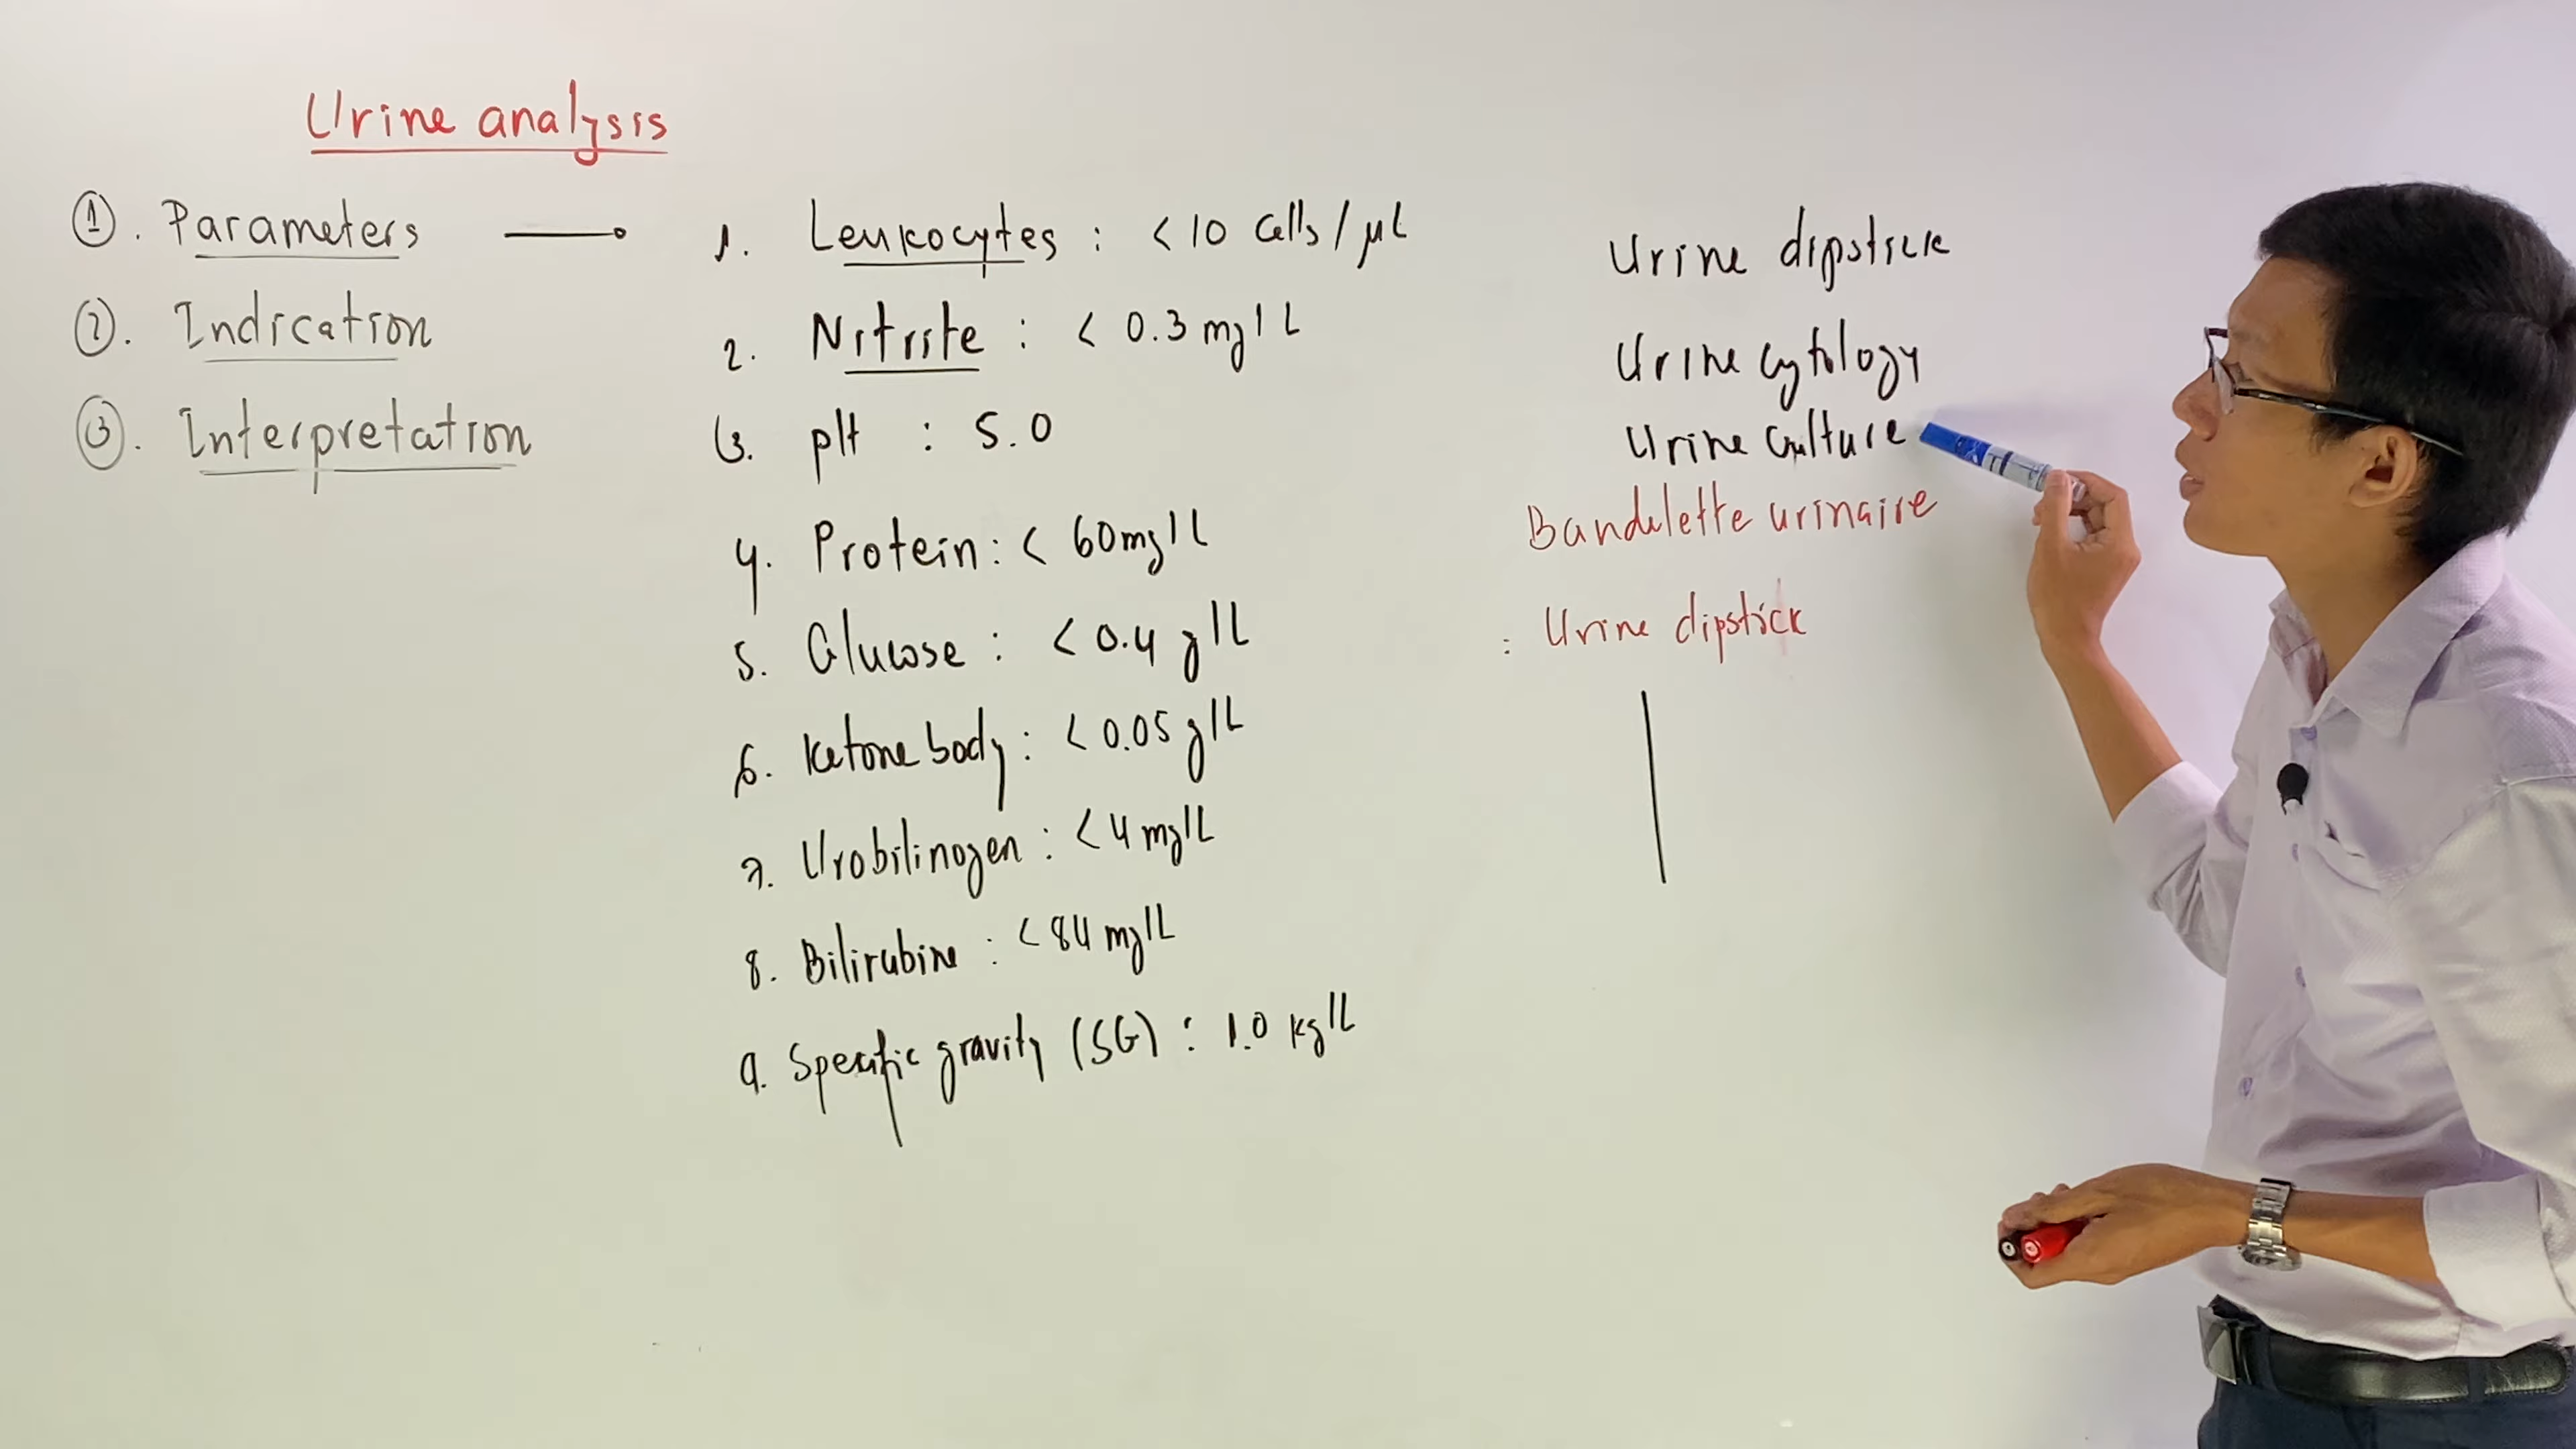 Urine analysis
①. Parameters
②. Indication
③. Interpretation
1. Leukocytes : < 10 cells/µL
2. Nitrite : < 0.3 mg/L
3. pH : 5.0
4. Protein : < 60mg/L
5. Glucose : < 0.4 g/L
6. Ketone body : < 0.05 g/L
7. Urobilinogen : < 4 mg/L
8. Bilirubine : < 84 mg/L
9. Specific gravity (SG) : 1.0 kg/L
Urine dipstick
Urine cytology
Urine culture
Bandelette urinaire
: Urine dipstick